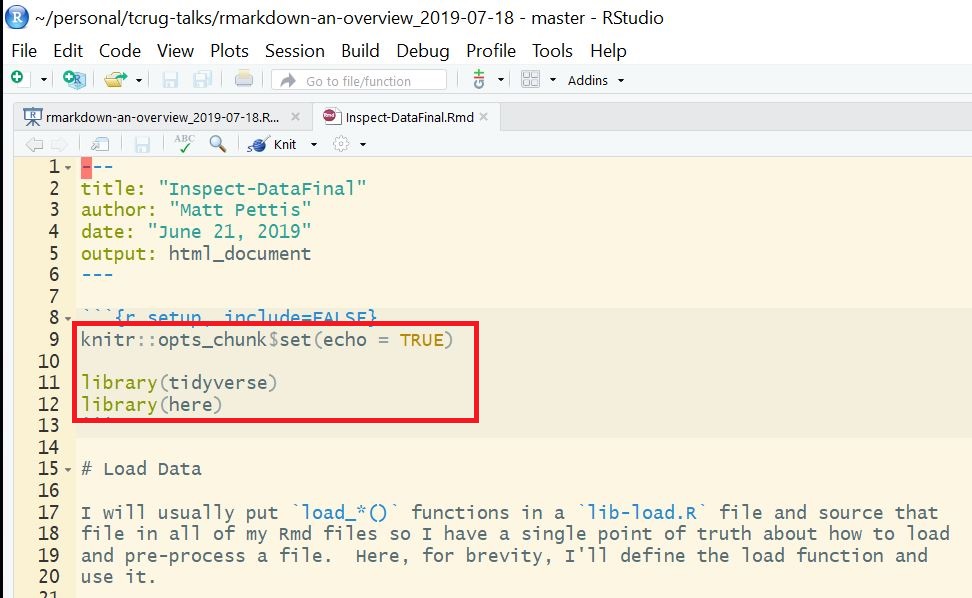 ~/personal/tcrug-talks/rmarkdown-an-overview_2019-07-18 - master - RStudio
File Edit Code View Plots Session Build Debug Profile Tools Help
Go to file/function Addins
rmarkdown-an-overview_2019-07-18.R... Inspect-DataFinal.Rmd
ABC Knit
1 ---
2 title: "Inspect-DataFinal"
3 author: "Matt Pettis"
4 date: "June 21, 2019"
5 output: html_document
6 ---
7
8 ```{r setup, include=FALSE}
9 knitr::opts_chunk$set(echo = TRUE)
10
11 library(tidyverse)
12 library(here)
13 ```
14
15 # Load Data
16
17 I will usually put `load_*()` functions in a `lib-load.R` file and source that
18 file in all of my Rmd files so I have a single point of truth about how to load
19 and pre-process a file.  Here, for brevity, I'll define the load function and
20 use it.
21